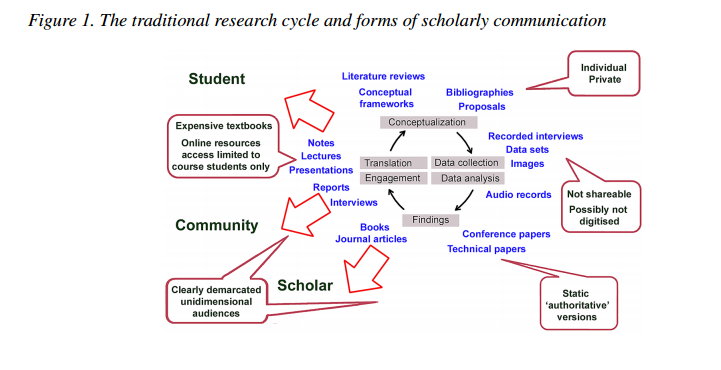 Figure 1. The traditional research cycle and forms of scholarly communication
Student
Literature reviews
Conceptual
frameworks
Bibliographies
Proposals
Individual
Private
Expensive textbooks
Online resources
access limited to
course students only
Notes
Lectures
Presentations
Conceptualization
Recorded interviews
Data sets
Images
Translation
Engagement
Data collection
Data analysis
Reports
Interviews
Audio records
Not shareable
Possibly not
digitised
Community
Findings
Books
Journal articles
Conference papers
Technical papers
Clearly demarcated
unidimensional
audiences
Scholar
Static
'authoritative'
versions